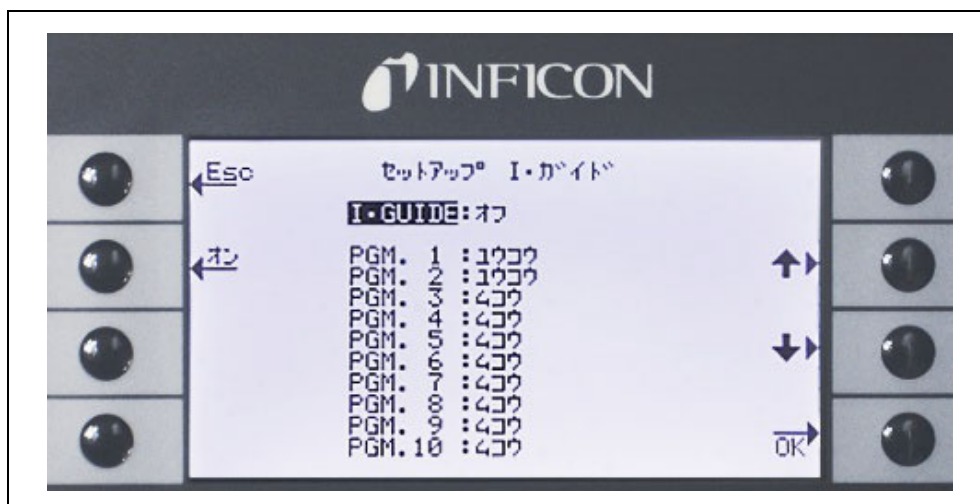 INFICON
Esc
セットアップ I・ガイド
I・GUIDE:オフ
オン
PGM. 1 :ユウコウ
PGM. 2 :ユウコウ
PGM. 3 :ムコウ
PGM. 4 :ムコウ
PGM. 5 :ムコウ
PGM. 6 :ムコウ
PGM. 7 :ムコウ
PGM. 8 :ムコウ
PGM. 9 :ムコウ
PGM.10 :ムコウ
OK